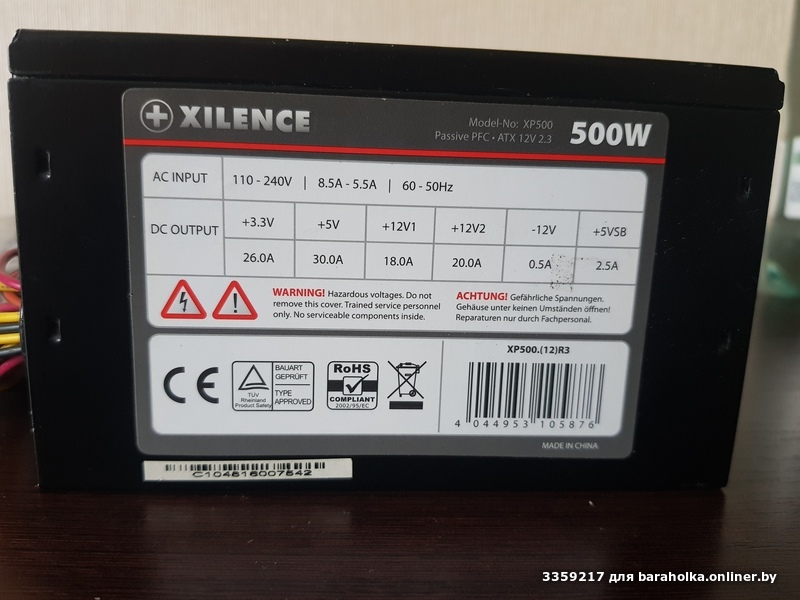 XILENCE
Model-No: XP500
Passive PFC • ATX 12V 2.3
500W
AC INPUT 110 - 240V | 8.5A - 5.5A | 60 - 50Hz
DC OUTPUT +3.3V +5V +12V1 +12V2 -12V +5VSB
26.0A 30.0A 18.0A 20.0A 0.5A 2.5A
WARNING! Hazardous voltages. Do not
remove this cover. Trained service personnel
only. No serviceable components inside.
ACHTUNG! Gefährliche Spannungen.
Gehäuse unter keinen Umständen öffnen!
Reparaturen nur durch Fachpersonal.
CE
TÜV
Rheinland
Product Safety
BAUART
GEPRÜFT
TYPE
APPROVED
RoHS
COMPLIANT
2002/95/EC
XP500.(12)R3
4 044953 105876
MADE IN CHINA
C104616007642
3359217 для baraholka.onliner.by